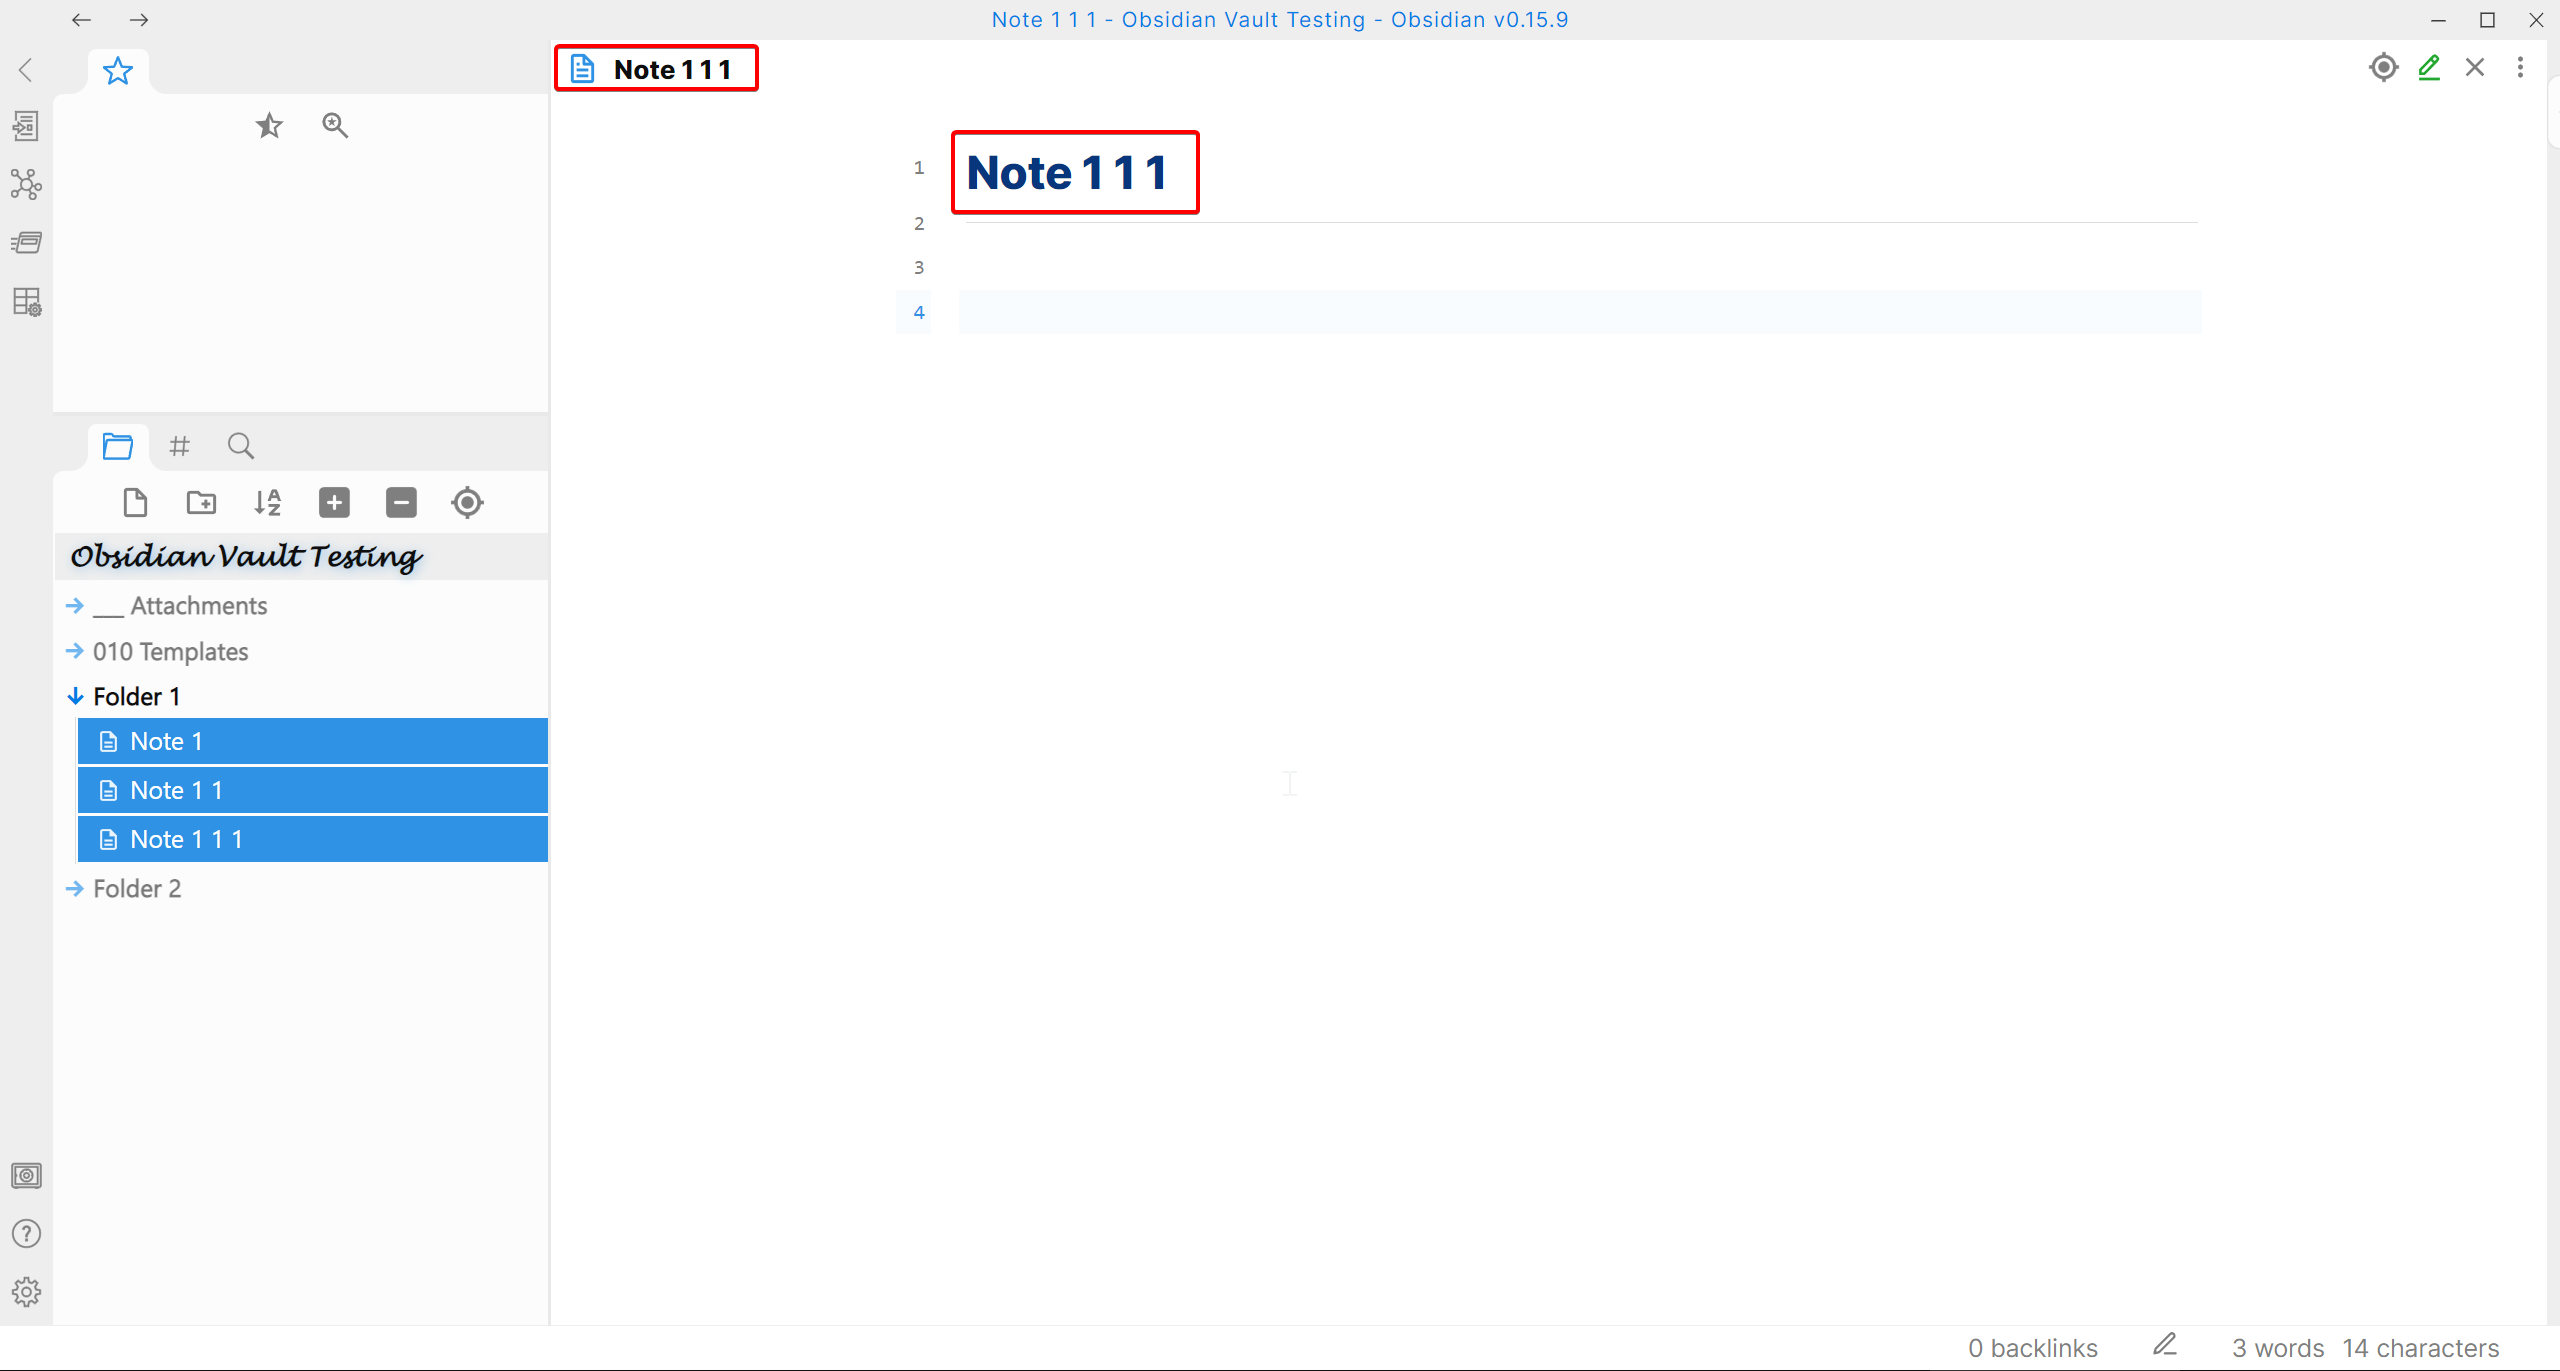 Note 1 1 1 - Obsidian Vault Testing - Obsidian v0.15.9
Note 1 1 1
1
Note 1 1 1
2
3
4
Obsidian Vault Testing
___ Attachments
010 Templates
Folder 1
Note 1
Note 1 1
Note 1 1 1
Folder 2
0 backlinks
3 words
14 characters